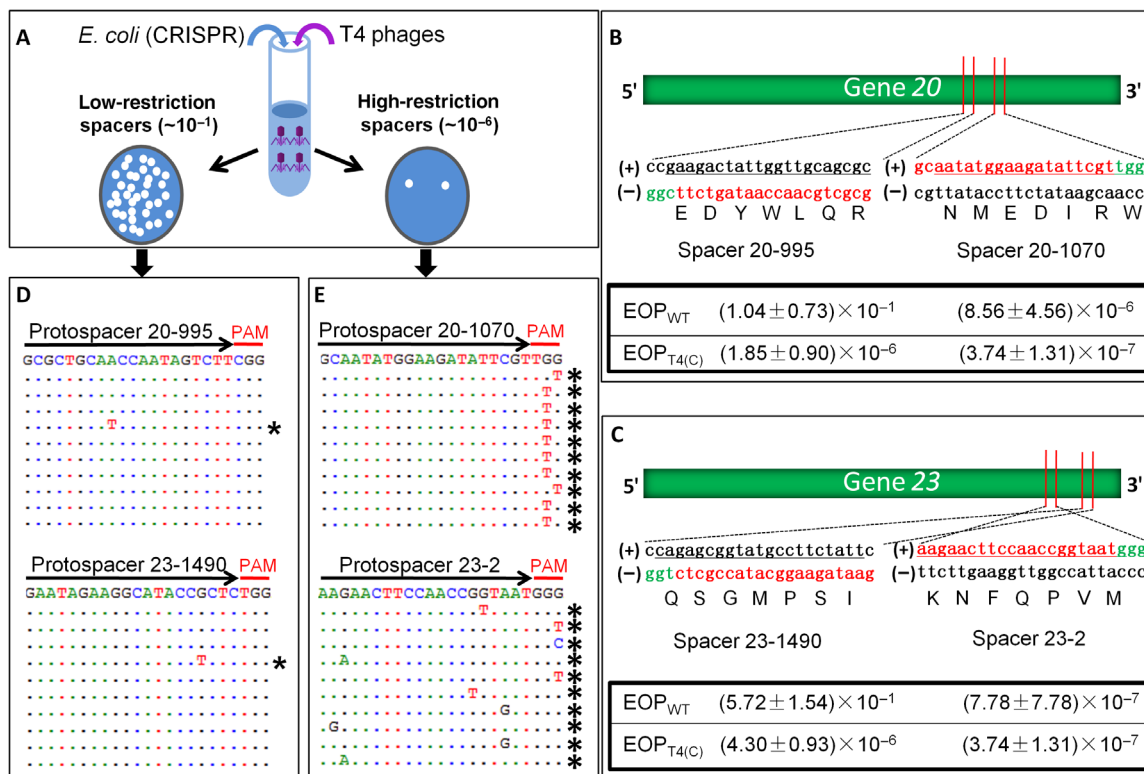 A
E. coli (CRISPR)
T4 phages
Low-restriction
spacers (~10⁻¹)
High-restriction
spacers (~10⁻⁶)
B
5'
Gene 20
3'
(+) ccgaagactattggttgcagcgc
(−) ggcttctgataaccaacgtcgcg
E D Y W L Q R
Spacer 20-995
(+) gcaatatggaagatattcgttgg
(−) cgttataccttctataagcaacc
N M E D I R W
Spacer 20-1070
EOPWT (1.04±0.73)×10⁻¹ (8.56±4.56)×10⁻⁶
EOPT4(C) (1.85±0.90)×10⁻⁶ (3.74±1.31)×10⁻⁷
C
5'
Gene 23
3'
(+) ccagagcggtatgccttctattc
(−) ggtctcgccatacggaagataag
Q S G M P S I
Spacer 23-1490
(+) aagaacttccaaccggtaatggg
(−) ttcttgaaggttggccattaccc
K N F Q P V M
Spacer 23-2
EOPWT (5.72±1.54)×10⁻¹ (7.78±7.78)×10⁻⁷
EOPT4(C) (4.30±0.93)×10⁻⁶ (3.74±1.31)×10⁻⁷
D
Protospacer 20-995 PAM
GCGCTGCAACCAATAGTCTTCGG
T *
Protospacer 23-1490 PAM
GAATAGAAGGCATACCGCTCTGG
T *
E
Protospacer 20-1070 PAM
GCAATATGGAAGATATTCGTTGG
T *
T *
T *
T *
T *
T *
T *
T *
T *
T *
Protospacer 23-2 PAM
AAGAACTTCCAACCGGTAATGGG
T *
T *
C *
A *
T *
T *
G *
G *
G *
A *